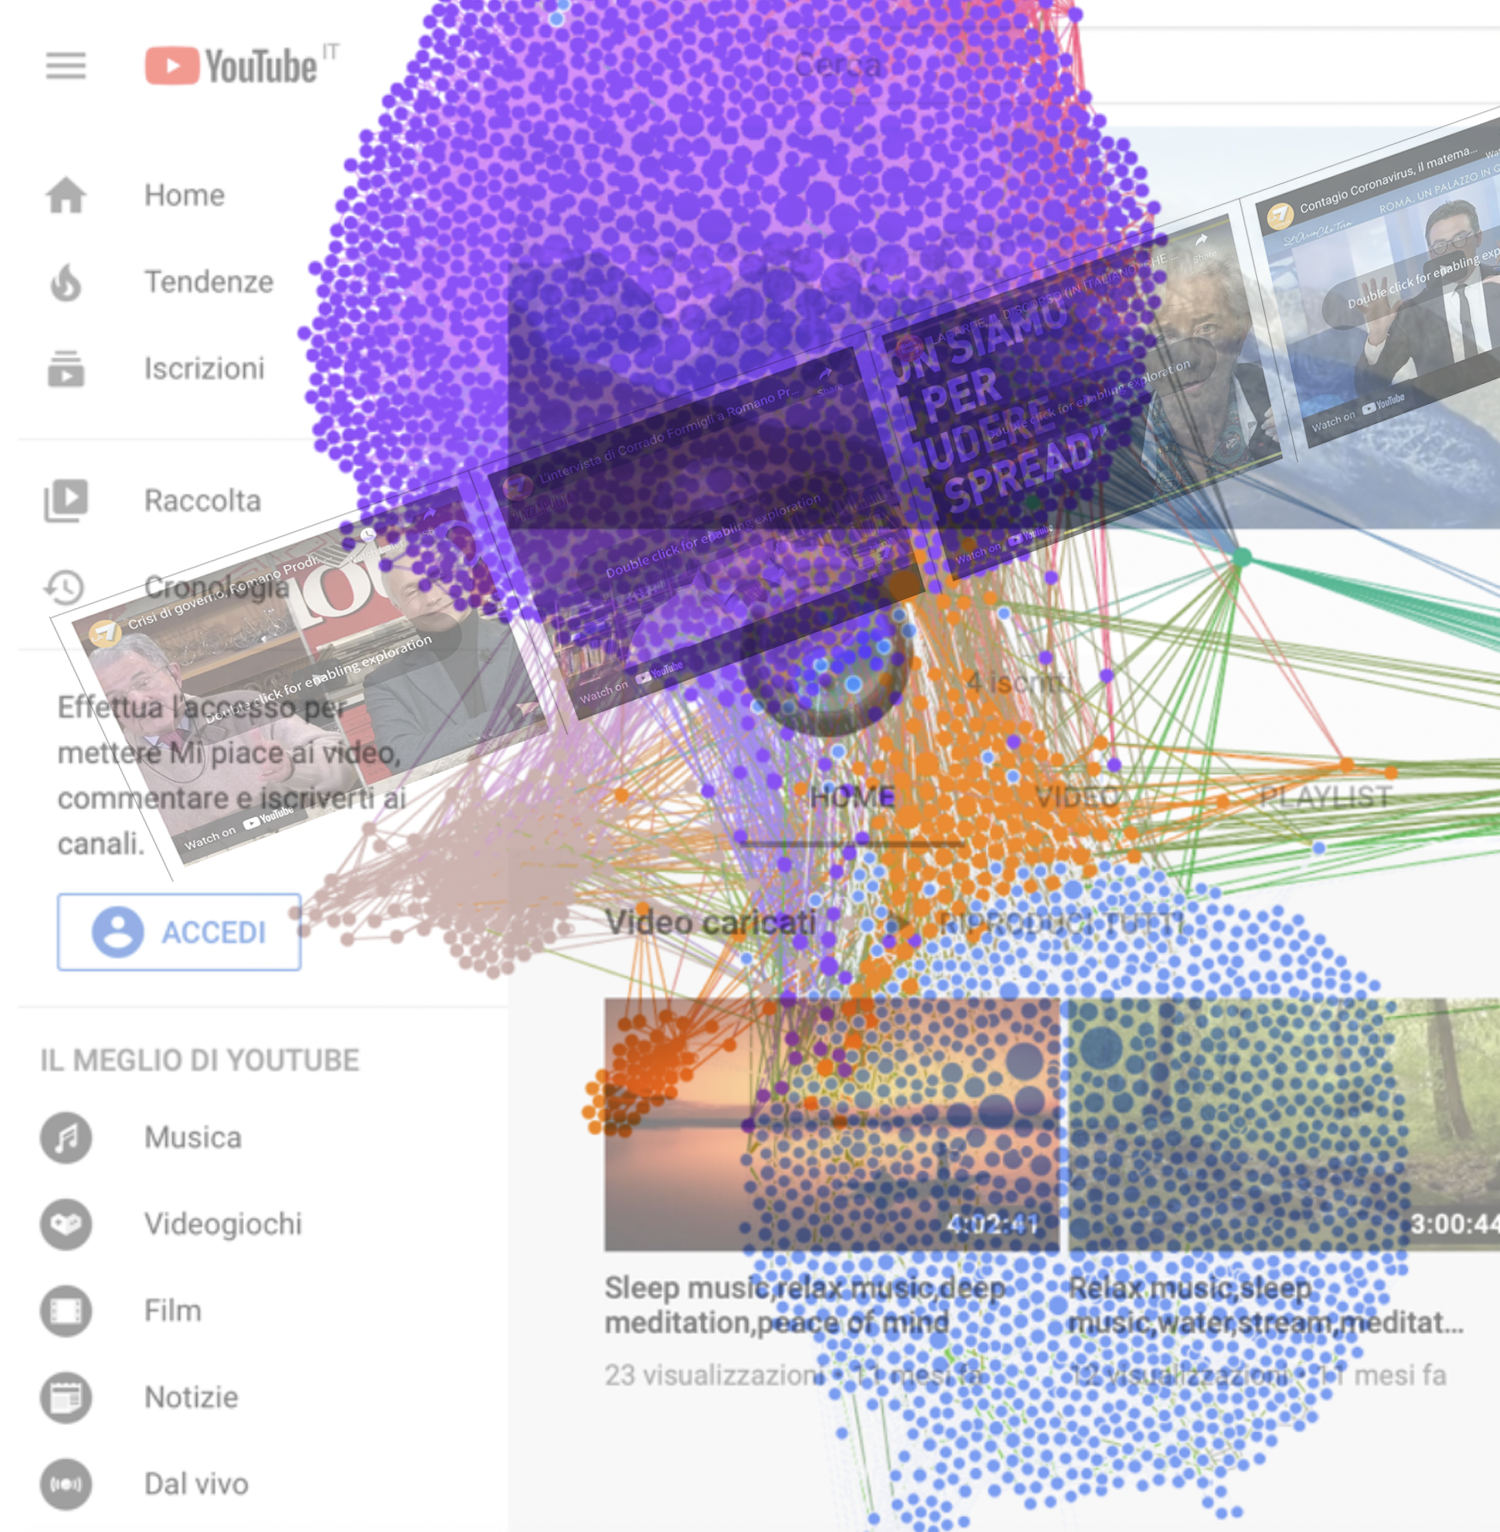 YouTube IT
Cerca
Home
Tendenze
Iscrizioni
Raccolta
Cronologia
Effettua l'accesso per
mettere Mi piace ai video,
commentare e iscriverti ai
canali.
ACCEDI
IL MEGLIO DI YOUTUBE
Musica
Videogiochi
Film
Notizie
Dal vivo
Contagio Coronavirus, il matema...
ROMA, UN PALAZZO IN
Double click for enabling exp
Watch on YouTube
Share
ON SIAMO
PER
UDERE
SPREAD"
Double click for enabling exploration
Watch on YouTube
L'intervista di Corrado Formigli a Romano Pr...
Share
Double click for enabling exploration
Watch on YouTube
Crisi di governo, Romano Prodi
Double click for enabling exploration
Watch on YouTube
4 iscritti
HOME
VIDEO
PLAYLIST
Video caricati
RIPRODUCI TUTTI
4:02:41
3:00:44
Sleep music,relax music,deep
meditation,peace of mind
23 visualizzazioni • 11 mesi fa
Relax music,sleep
music,water,stream,meditat...
12 visualizzazioni • 11 mesi fa